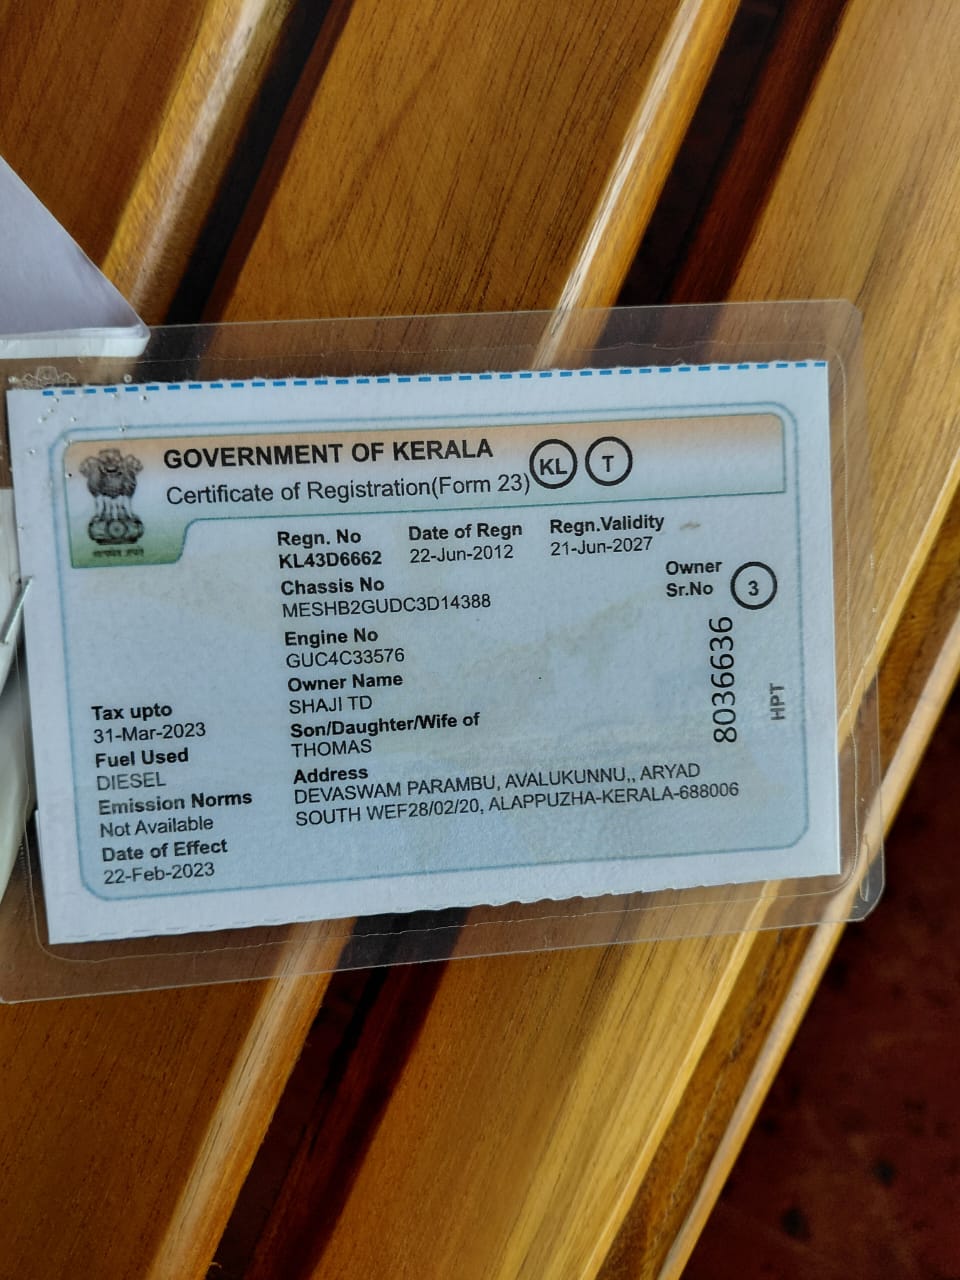 GOVERNMENT OF KERALA KL T
Certificate of Registration(Form 23)
Regn. No Date of Regn Regn.Validity
KL43D6662 22-Jun-2012 21-Jun-2027
Chassis No
MESHB2GUDC3D14388
Owner
Sr.No 3
Engine No
GUC4C33576
Owner Name
SHAJI TD
Son/Daughter/Wife of
THOMAS
Address
DEVASWAM PARAMBU, AVALUKUNNU,, ARYAD
SOUTH WEF28/02/20, ALAPPUZHA-KERALA-688006
Tax upto
31-Mar-2023
Fuel Used
DIESEL
Emission Norms
Not Available
Date of Effect
22-Feb-2023
8036636
HPT